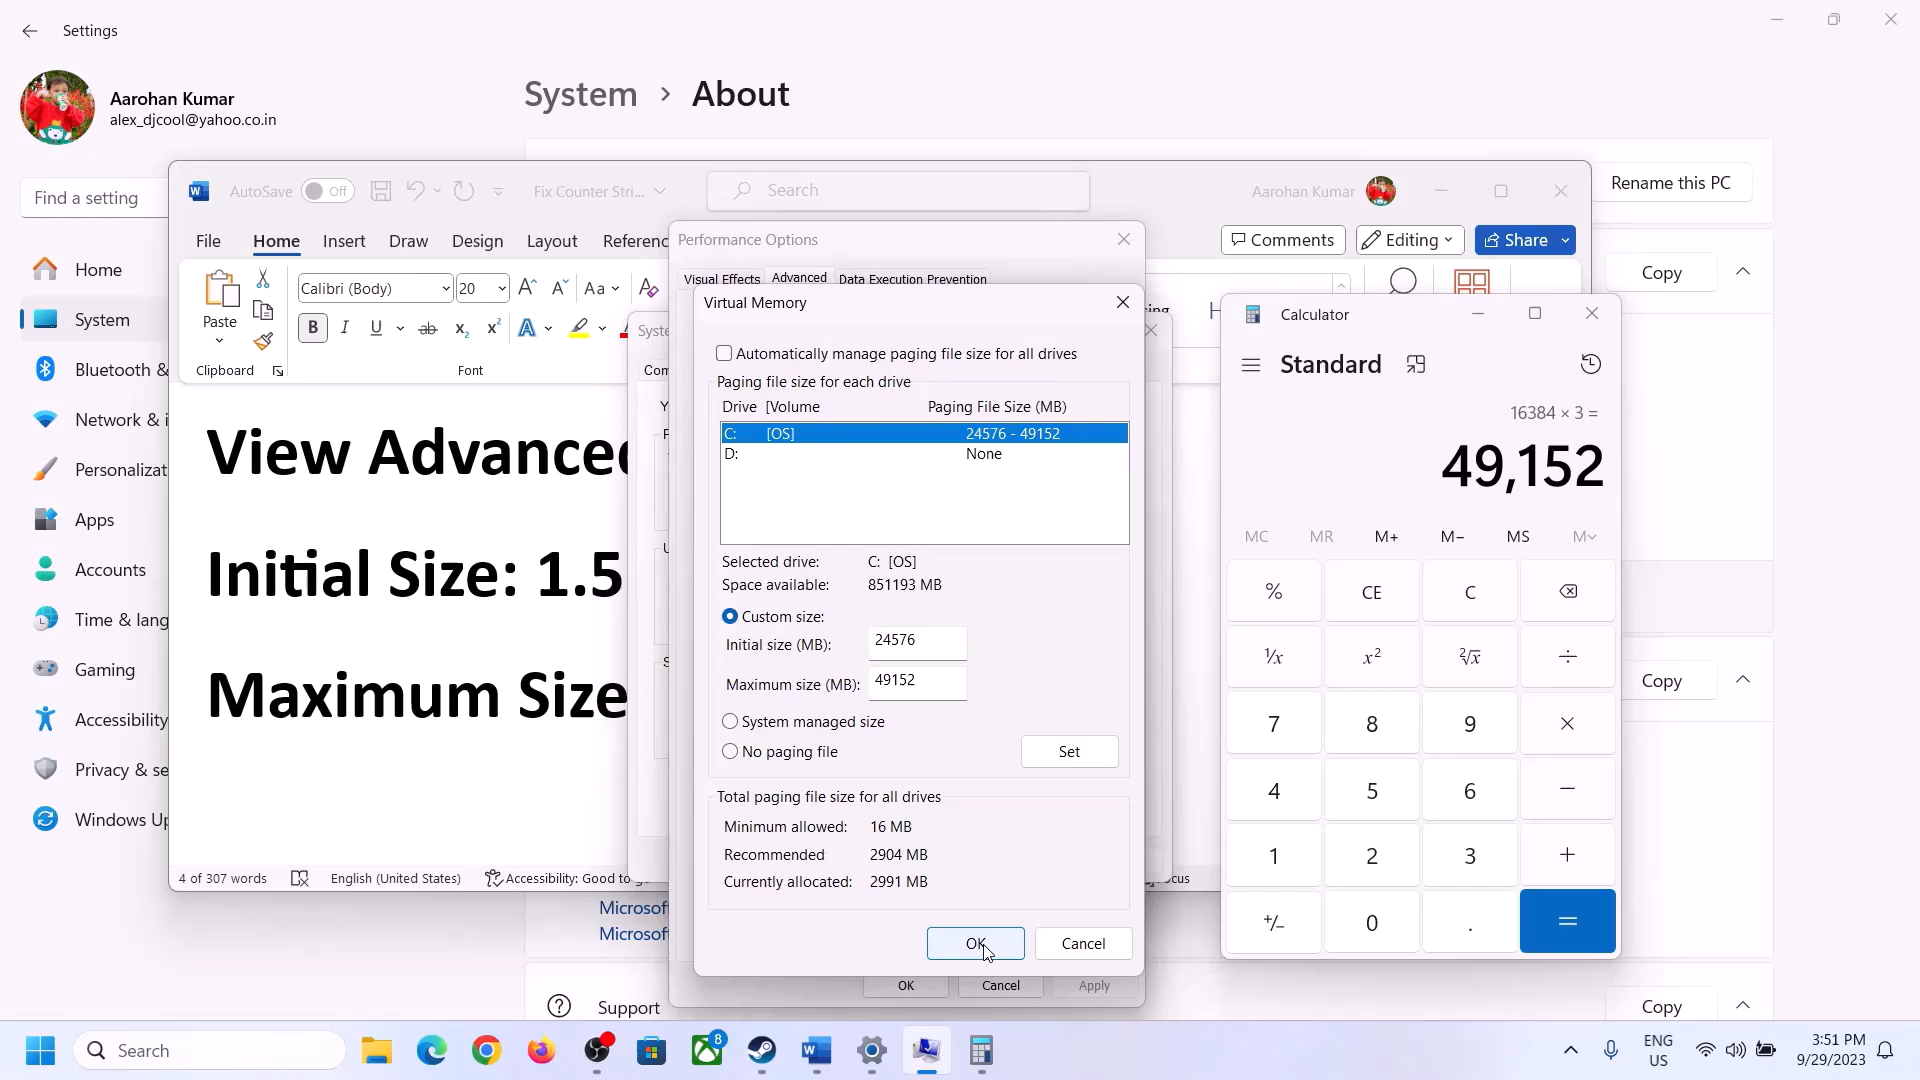 Settings
Aarohan Kumar
alex_djcool@yahoo.co.in
Find a setting
Home
System
Bluetooth &
Network & i
Personalizat
Apps
Accounts
Time & lang
Gaming
Accessibility
Privacy & se
Windows Up
System > About
Rename this PC
Copy
Copy
Copy
Microsof
Microsof
Support
W
AutoSave Off
Fix Counter Stri...
Search
Aarohan Kumar
File Home Insert Draw Design Layout Referenc
Comments Editing Share
Paste
Calibri (Body) 20
Clipboard Font
View Advanced
Initial Size: 1.5
Maximum Size
4 of 307 words English (United States) Accessibility: Good to
Performance Options
Visual Effects Advanced Data Execution Prevention
OK Cancel Apply
Syste
Com
Virtual Memory
Automatically manage paging file size for all drives
Paging file size for each drive
Drive [Volume Paging File Size (MB)
C: [OS] 24576 - 49152
D: None
Selected drive: C: [OS]
Space available: 851193 MB
Custom size:
Initial size (MB): 24576
Maximum size (MB): 49152
System managed size
No paging file
Set
Total paging file size for all drives
Minimum allowed: 16 MB
Recommended 2904 MB
Currently allocated: 2991 MB
OK Cancel
Calculator
Standard
16384 × 3 =
49,152
MC MR M+ M− MS M
% CE C
⅟x x² ²√x ÷
7 8 9 ×
4 5 6 −
1 2 3 +
+/− 0 . =
Search
8
ENG
US
3:51 PM
9/29/2023